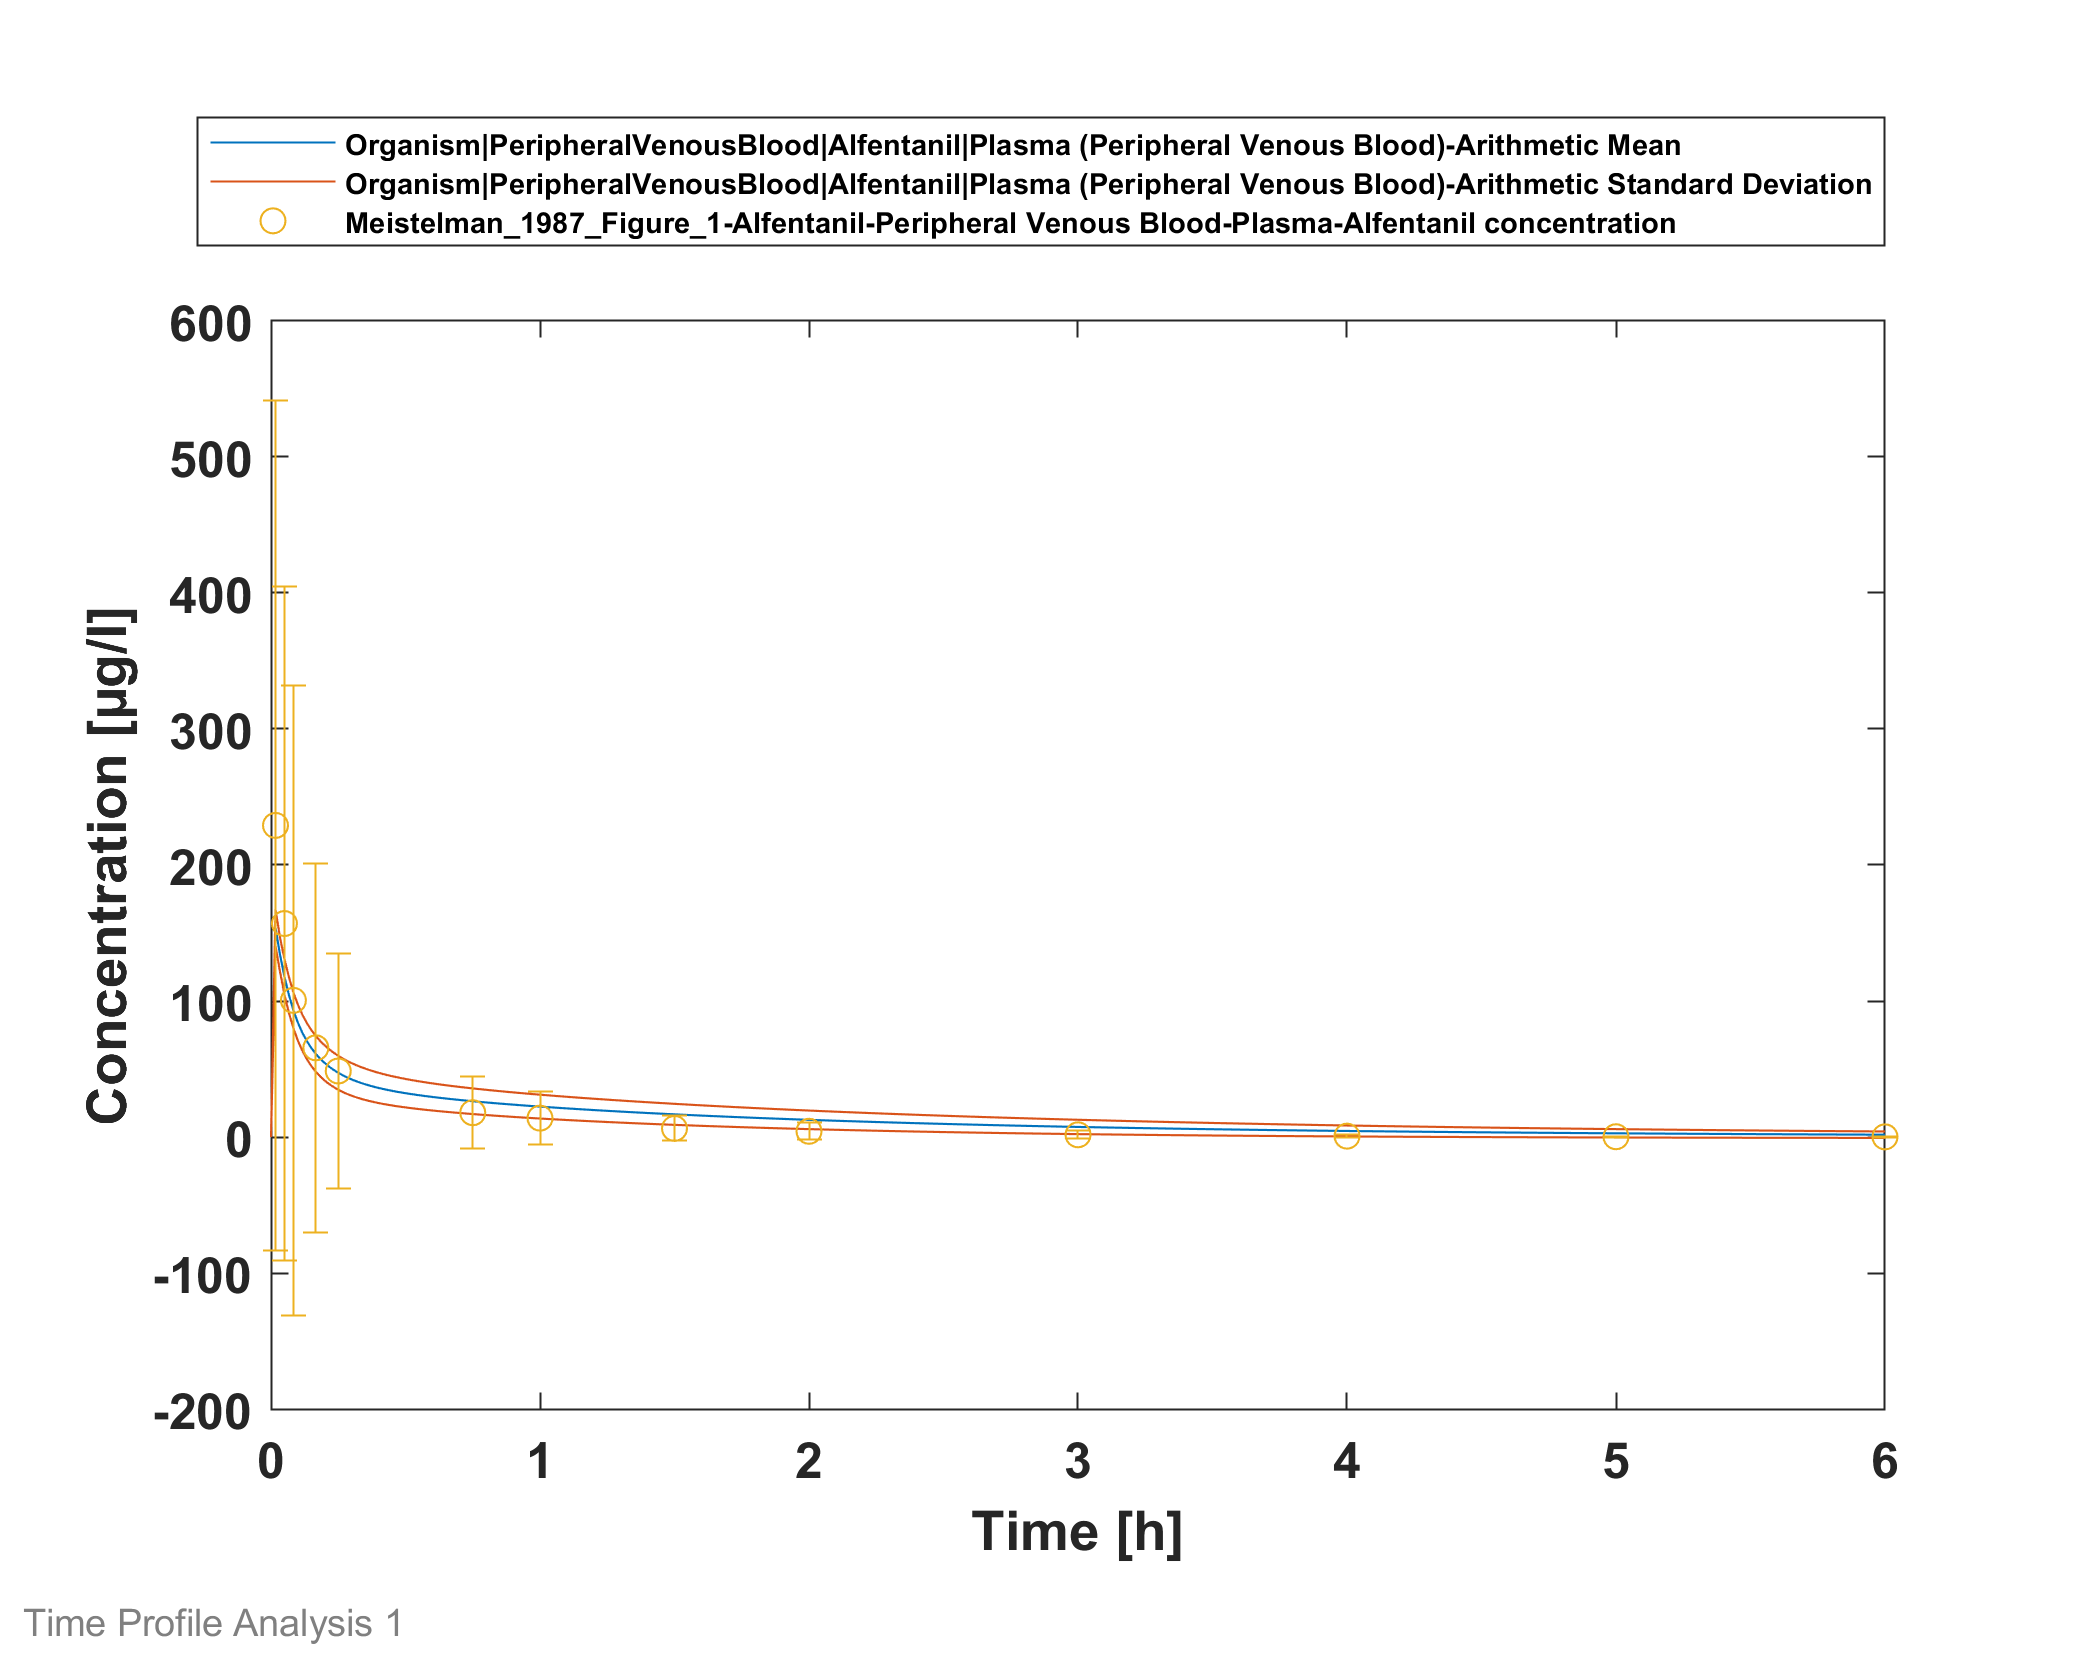 Organism|PeripheralVenousBlood|Alfentanil|Plasma (Peripheral Venous Blood)-Arithmetic Mean
Organism|PeripheralVenousBlood|Alfentanil|Plasma (Peripheral Venous Blood)-Arithmetic Standard Deviation
Meistelman_1987_Figure_1-Alfentanil-Peripheral Venous Blood-Plasma-Alfentanil concentration
600
500
400
300
200
100
0
-100
-200
Concentration [µg/l]
0 1 2 3 4 5 6
Time [h]
Time Profile Analysis 1